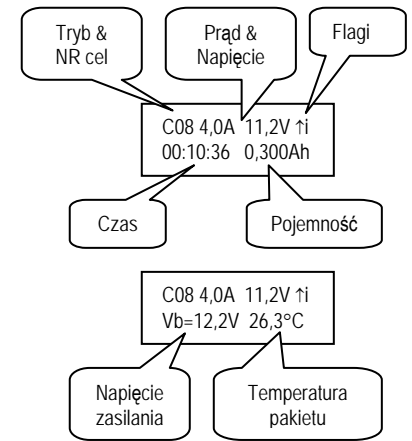 Tryb &
NR cel
Prąd &
Napięcie
Flagi
C08 4,0A 11,2V ↑i
00:10:36 0,300Ah
Czas
Pojemność
C08 4,0A 11,2V ↑i
Vb=12,2V 26,3°C
Napięcie
zasilania
Temperatura
pakietu